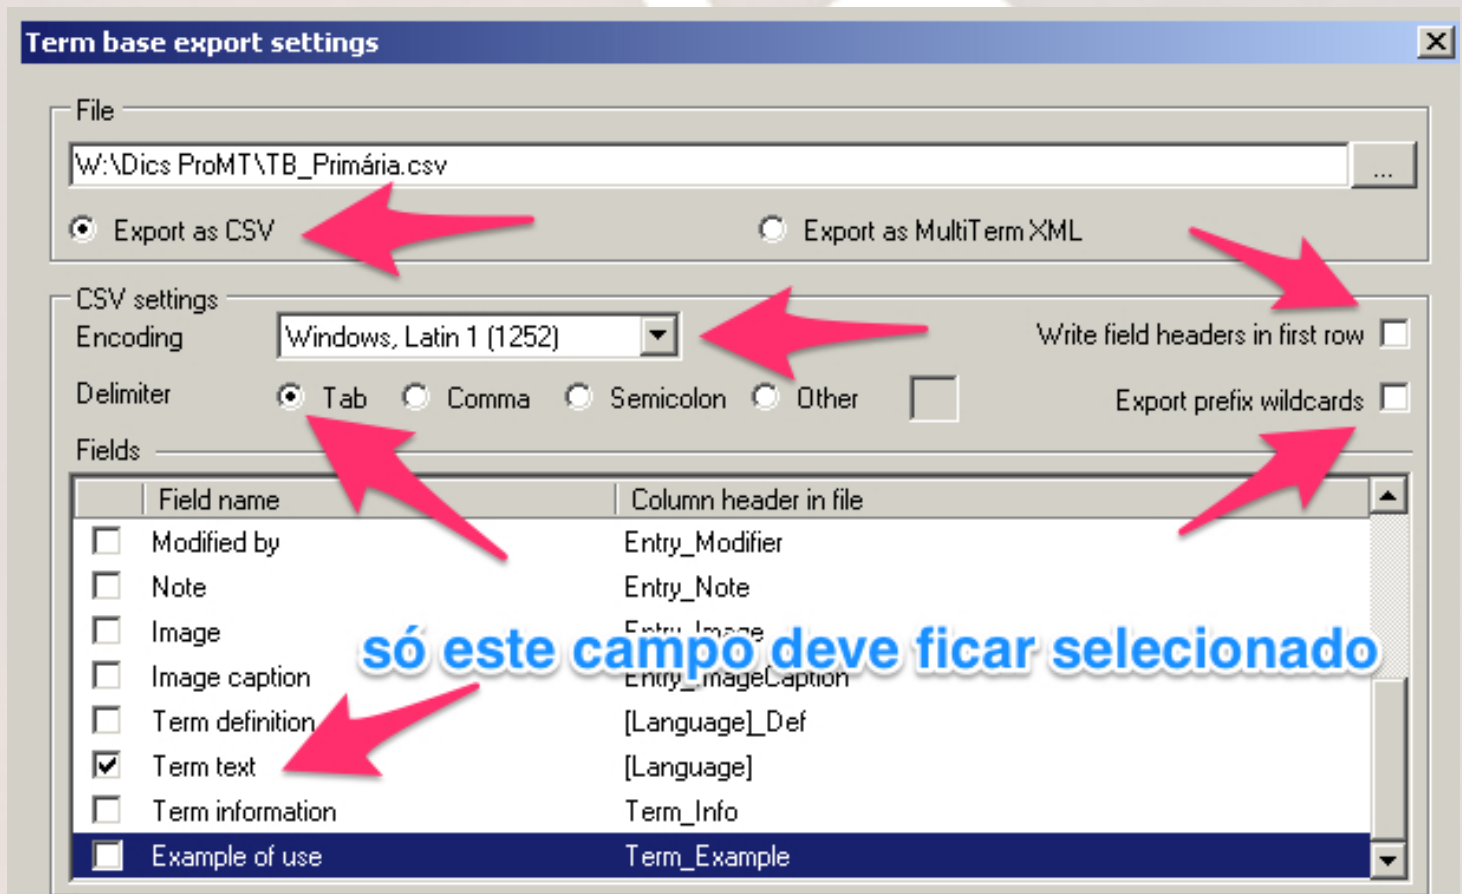 Term base export settings
File
W:\Dics ProMT\TB_Primária.csv
...
Export as CSV
Export as MultiTerm XML
CSV settings
Encoding
Windows, Latin 1 (1252)
Write field headers in first row
Delimiter
Tab
Comma
Semicolon
Other
Export prefix wildcards
Fields
Field name
Column header in file
Modified by
Entry_Modifier
Note
Entry_Note
Image
Entry_Image
só este campo deve ficar selecionado
Image caption
Entry_ImageCaption
Term definition
[Language]_Def
Term text
[Language]
Term information
Term_Info
Example of use
Term_Example